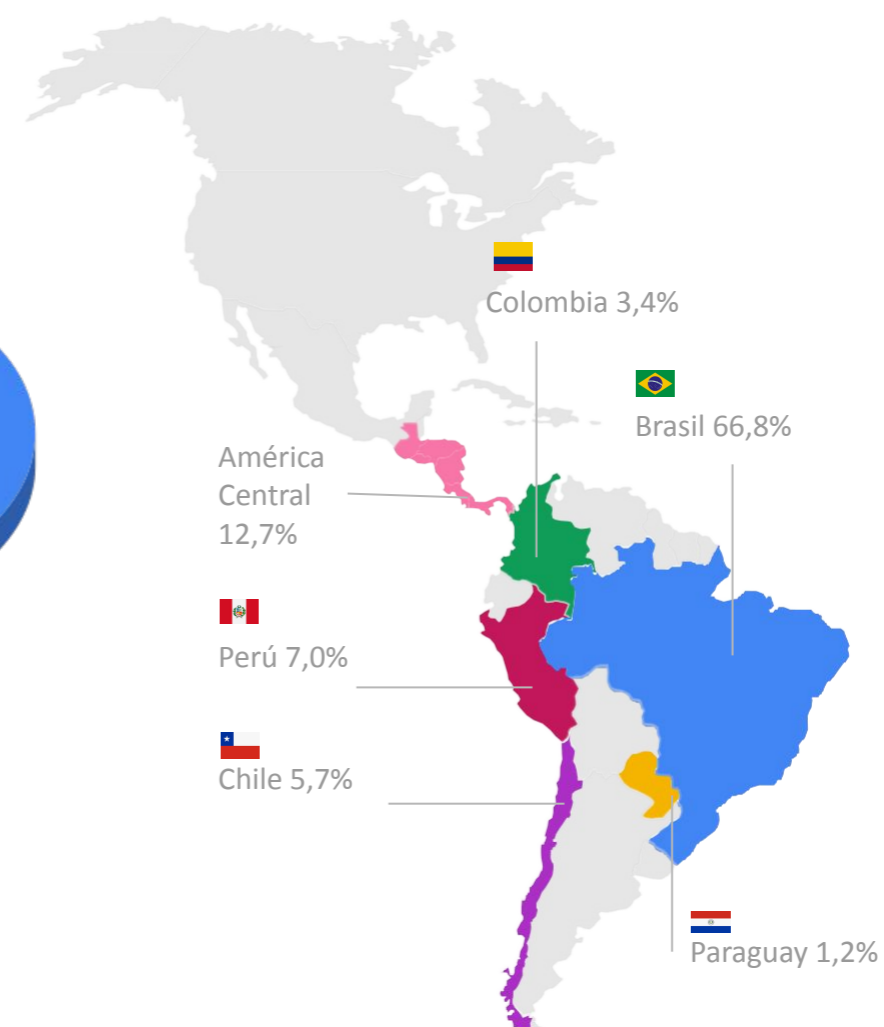 Colombia 3,4%
Brasil 66,8%
América
Central
12,7%
Perú 7,0%
Chile 5,7%
Paraguay 1,2%